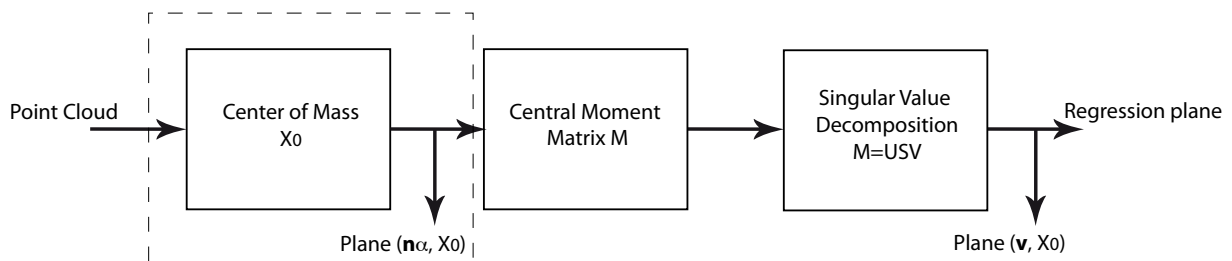 Point Cloud
Center of Mass
X0
Central Moment
Matrix M
Singular Value
Decomposition
M=USV
Regression plane
Plane (nα, X0)
Plane (v, X0)